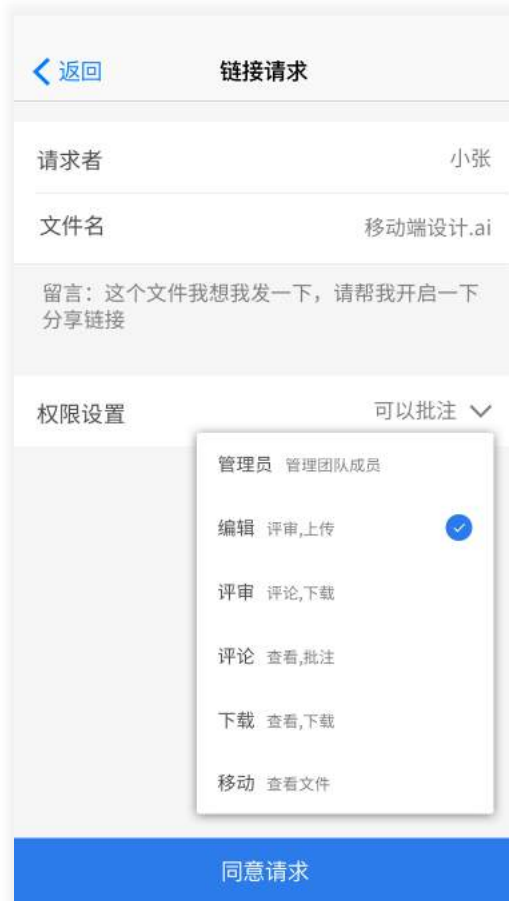 返回 链接请求
请求者 小张
文件名 移动端设计.ai
留言：这个文件我想我发一下，请帮我开启一下
分享链接
权限设置 可以批注
管理员 管理团队成员
编辑 评审,上传
评审 评论,下载
评论 查看,批注
下载 查看,下载
移动 查看文件
同意请求